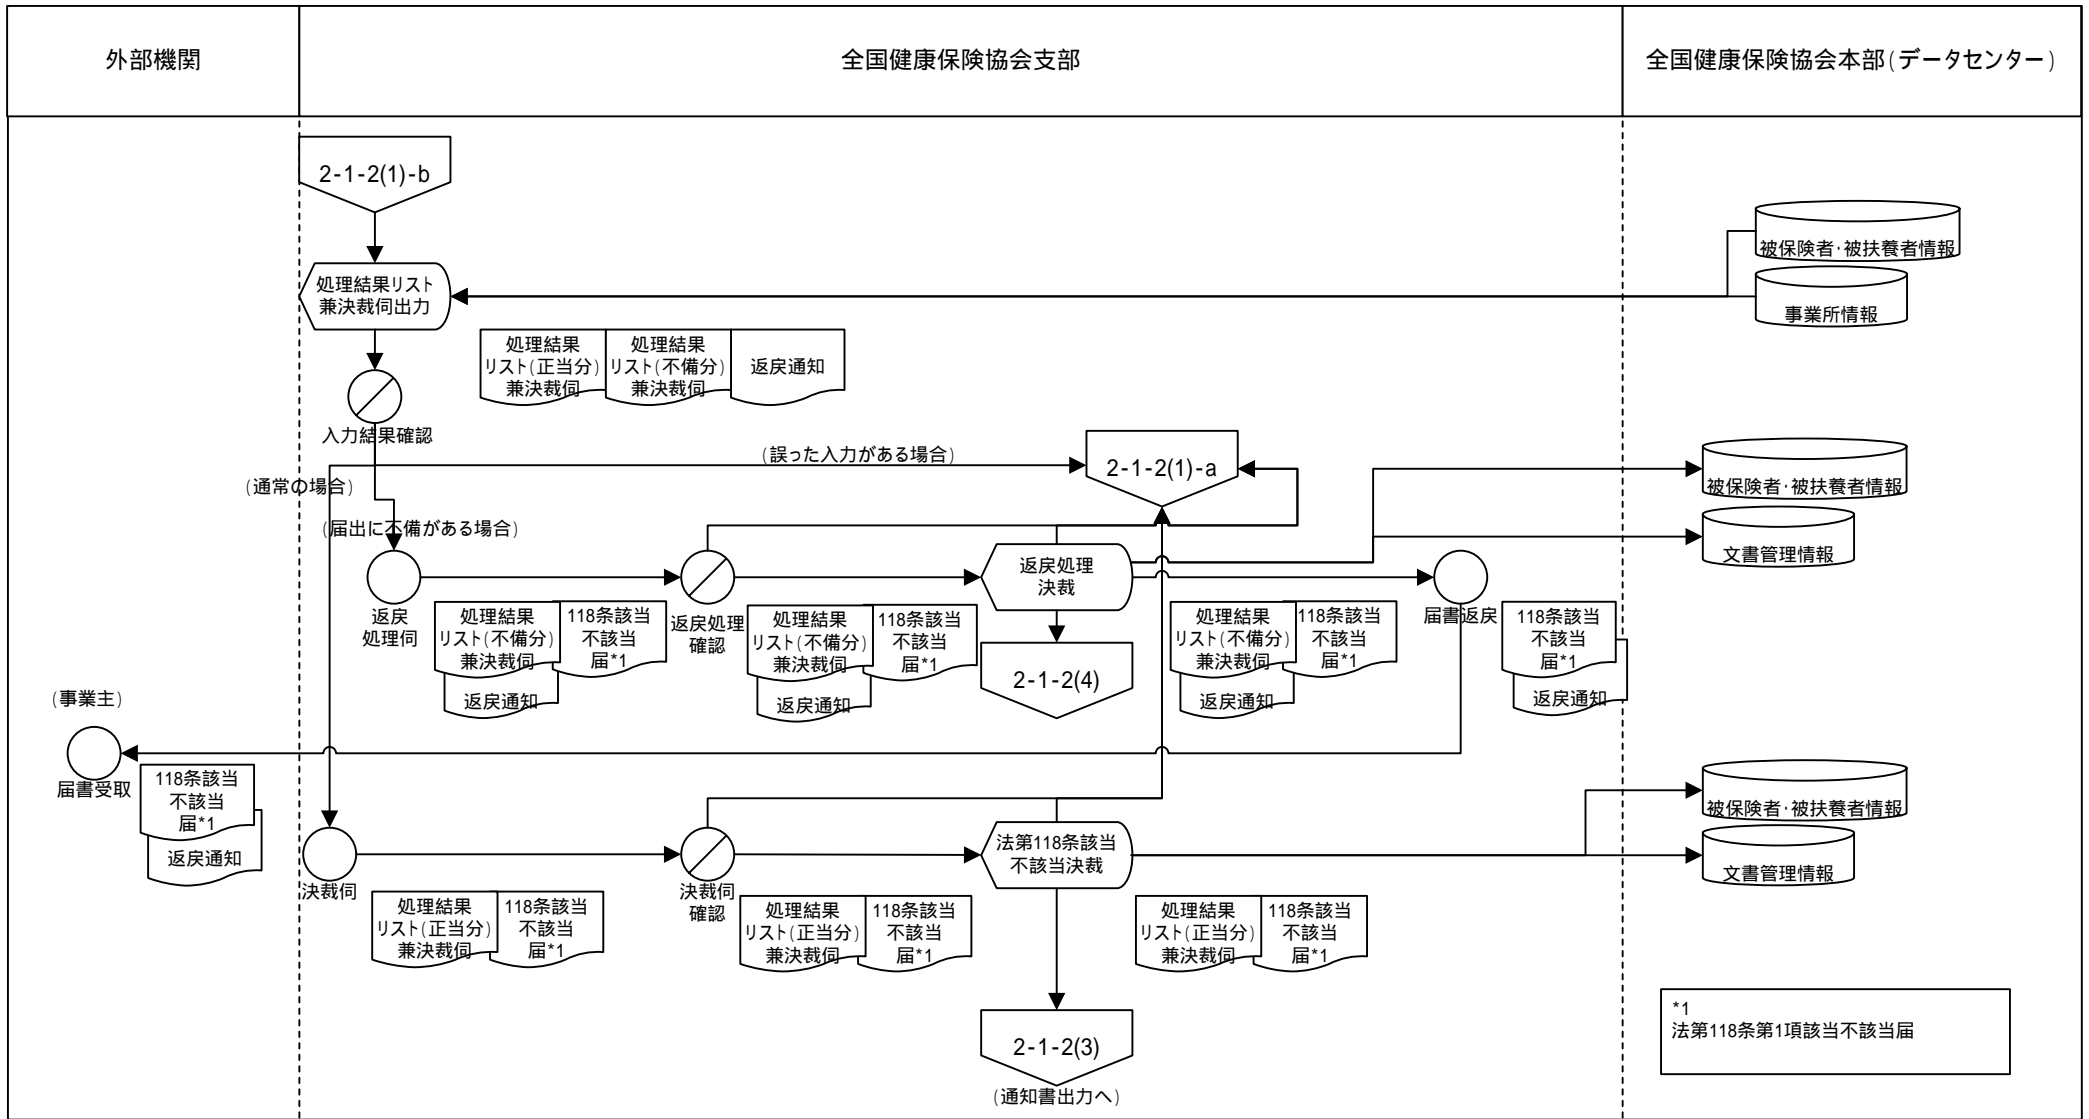 外部機関
全国健康保険協会支部
全国健康保険協会本部(データセンター)
2-1-2(1)-b
被保険者・被扶養者情報
処理結果リスト
兼決裁伺出力
事業所情報
処理結果
リスト(正当分)
兼決裁伺
処理結果
リスト(不備分)
兼決裁伺
返戻通知
入力結果確認
(誤った入力がある場合)
2-1-2(1)-a
(通常の場合)
被保険者・被扶養者情報
(届出に不備がある場合)
文書管理情報
返戻処理
決裁
返戻
処理伺
処理結果
リスト(不備分)
兼決裁伺
118条該当
不該当
届*1
返戻通知
返戻処理
確認
処理結果
リスト(不備分)
兼決裁伺
118条該当
不該当
届*1
返戻通知
2-1-2(4)
処理結果
リスト(不備分)
兼決裁伺
118条該当
不該当
届*1
返戻通知
届書返戻
118条該当
不該当
届*1
返戻通知
(事業主)
届書受取
118条該当
不該当
届*1
返戻通知
被保険者・被扶養者情報
法第118条該当
不該当決裁
文書管理情報
決裁伺
処理結果
リスト(正当分)
兼決裁伺
118条該当
不該当
届*1
決裁伺
確認
処理結果
リスト(正当分)
兼決裁伺
118条該当
不該当
届*1
処理結果
リスト(正当分)
兼決裁伺
118条該当
不該当
届*1
2-1-2(3)
(通知書出力へ)
*1
法第118条第1項該当不該当届